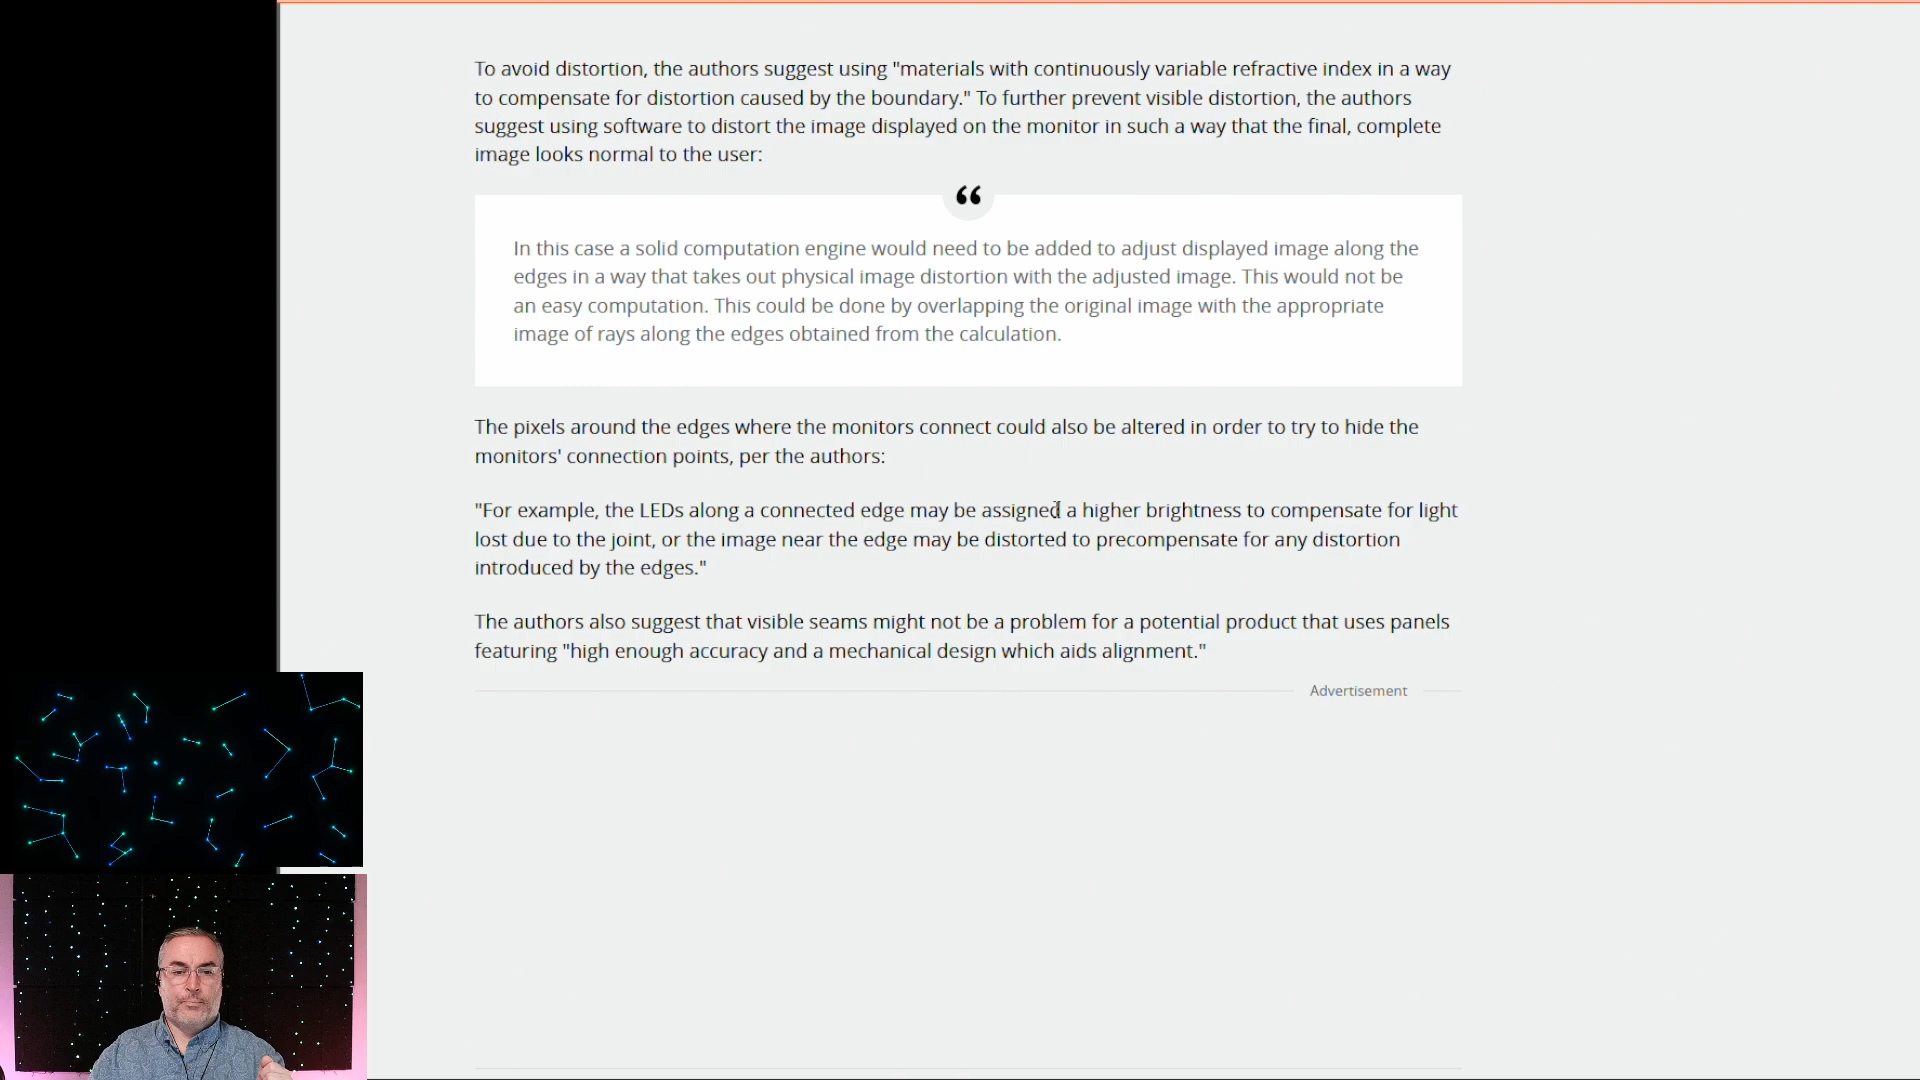 To avoid distortion, the authors suggest using "materials with continuously variable refractive index in a way
to compensate for distortion caused by the boundary." To further prevent visible distortion, the authors
suggest using software to distort the image displayed on the monitor in such a way that the final, complete
image looks normal to the user:
“
In this case a solid computation engine would need to be added to adjust displayed image along the
edges in a way that takes out physical image distortion with the adjusted image. This would not be
an easy computation. This could be done by overlapping the original image with the appropriate
image of rays along the edges obtained from the calculation.
The pixels around the edges where the monitors connect could also be altered in order to try to hide the
monitors' connection points, per the authors:
"For example, the LEDs along a connected edge may be assigned a higher brightness to compensate for light
lost due to the joint, or the image near the edge may be distorted to precompensate for any distortion
introduced by the edges."
The authors also suggest that visible seams might not be a problem for a potential product that uses panels
featuring "high enough accuracy and a mechanical design which aids alignment."
Advertisement